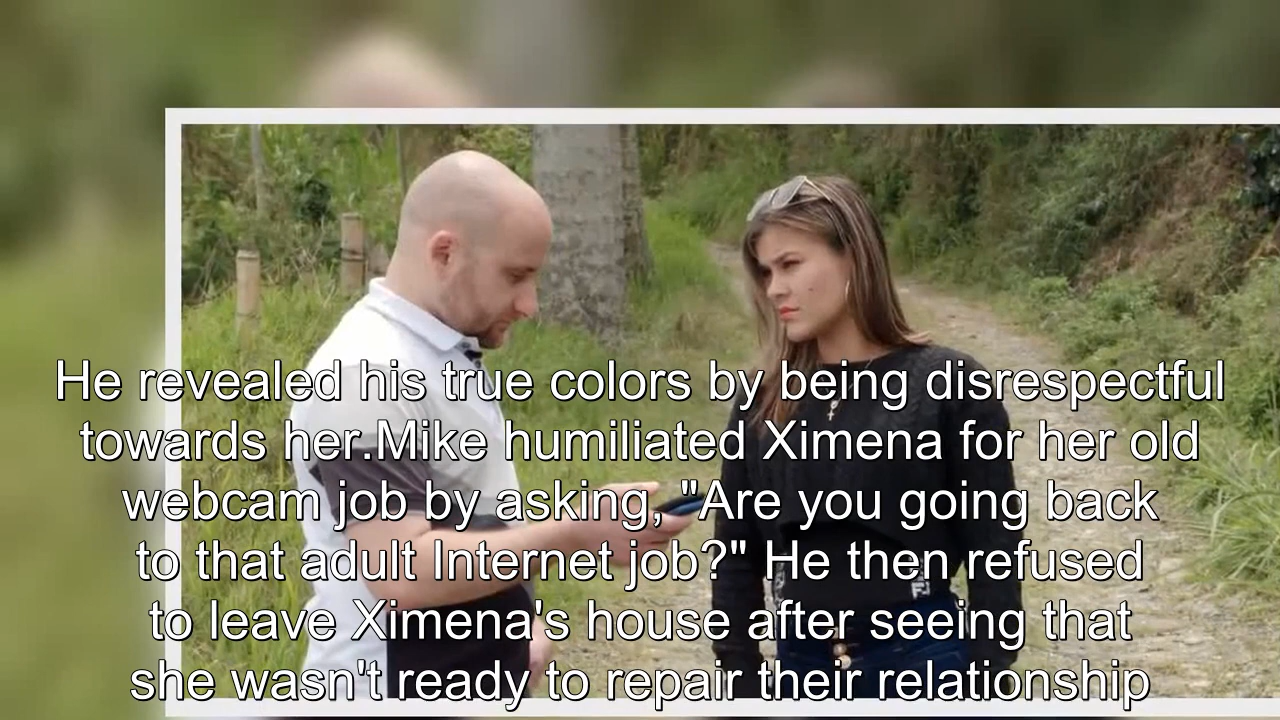 He revealed his true colors by being disrespectful
towards her.Mike humiliated Ximena for her old
webcam job by asking, "Are you going back
to that adult Internet job?" He then refused
to leave Ximena's house after seeing that
she wasn't ready to repair their relationship